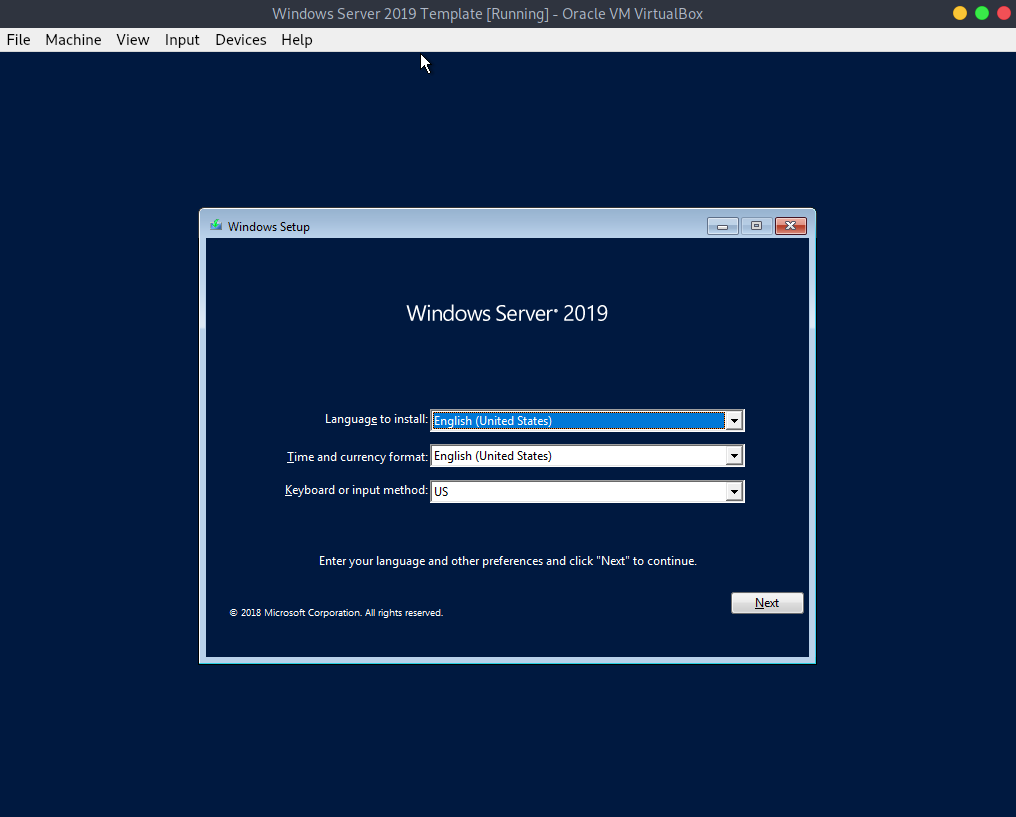 Windows Server 2019 Template [Running] - Oracle VM VirtualBox
File Machine View Input Devices Help
Windows Setup
Windows Server® 2019
Language to install: English (United States)
Time and currency format: English (United States)
Keyboard or input method: US
Enter your language and other preferences and click "Next" to continue.
Next
© 2018 Microsoft Corporation. All rights reserved.